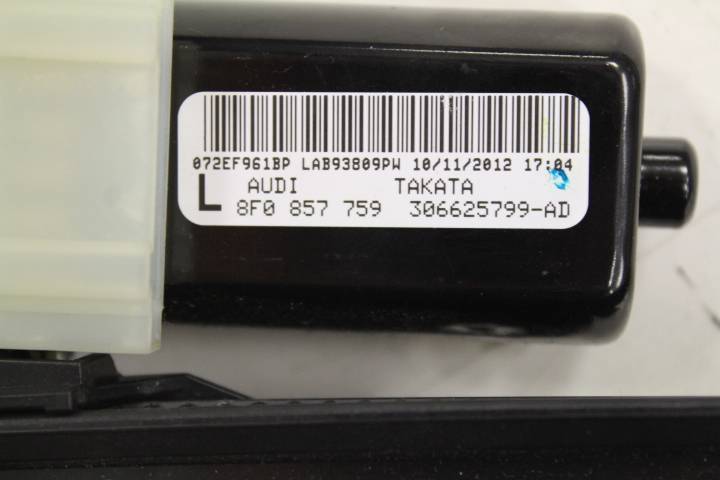 072EF961BP LAB93809PW 10/11/2012 17:04
L AUDI TAKATA
8F0 857 759 306625799-AD